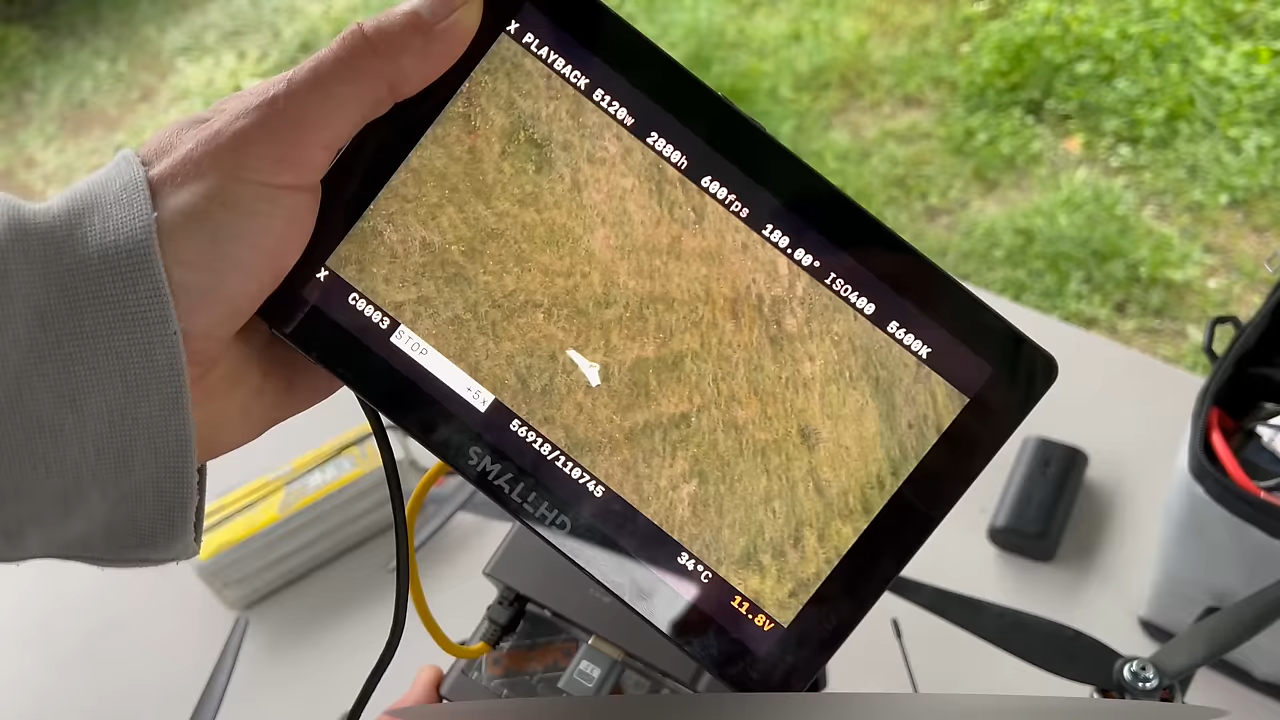 X PLAYBACK 5120w 2880h 600fps 180.00° ISO400 5600K
X C0003 STOP +5x 56918/110745 34°C 11.8V
SMALLHD